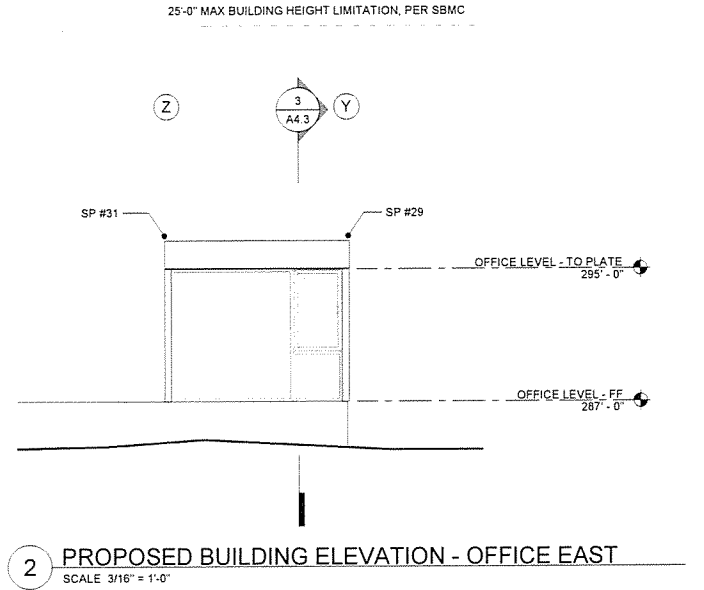 25'-0" MAX BUILDING HEIGHT LIMITATION, PER SBMC
Z
3
A4.3
Y
SP #31
SP #29
OFFICE LEVEL - TO PLATE
295' - 0"
OFFICE LEVEL - FF
287' - 0"
2
PROPOSED BUILDING ELEVATION - OFFICE EAST
SCALE 3/16" = 1'-0"